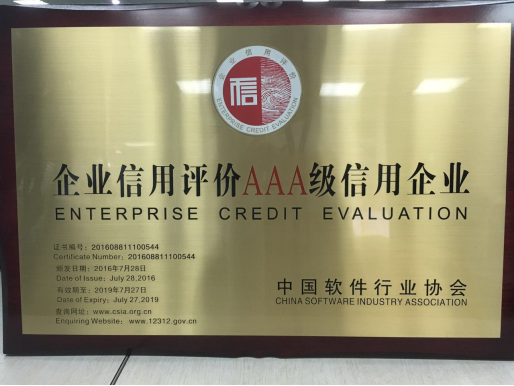 企业信用评价
信
ENTERPRISE CREDIT EVALUATION
企业信用评价AAA级信用企业
ENTERPRISE CREDIT EVALUATION
证书编号：201608811100544
Certificate Number: 201608811100544
颁发日期：2016年7月28日
Date of Issue: July 28,2016
有效期至：2019年7月27日
Date of Expiry: July 27,2019
查询网址：www.csia.org.cn
Enquiring Website: www.12312.gov.cn
中国软件行业协会
CHINA SOFTWARE INDUSTRY ASSOCIATION